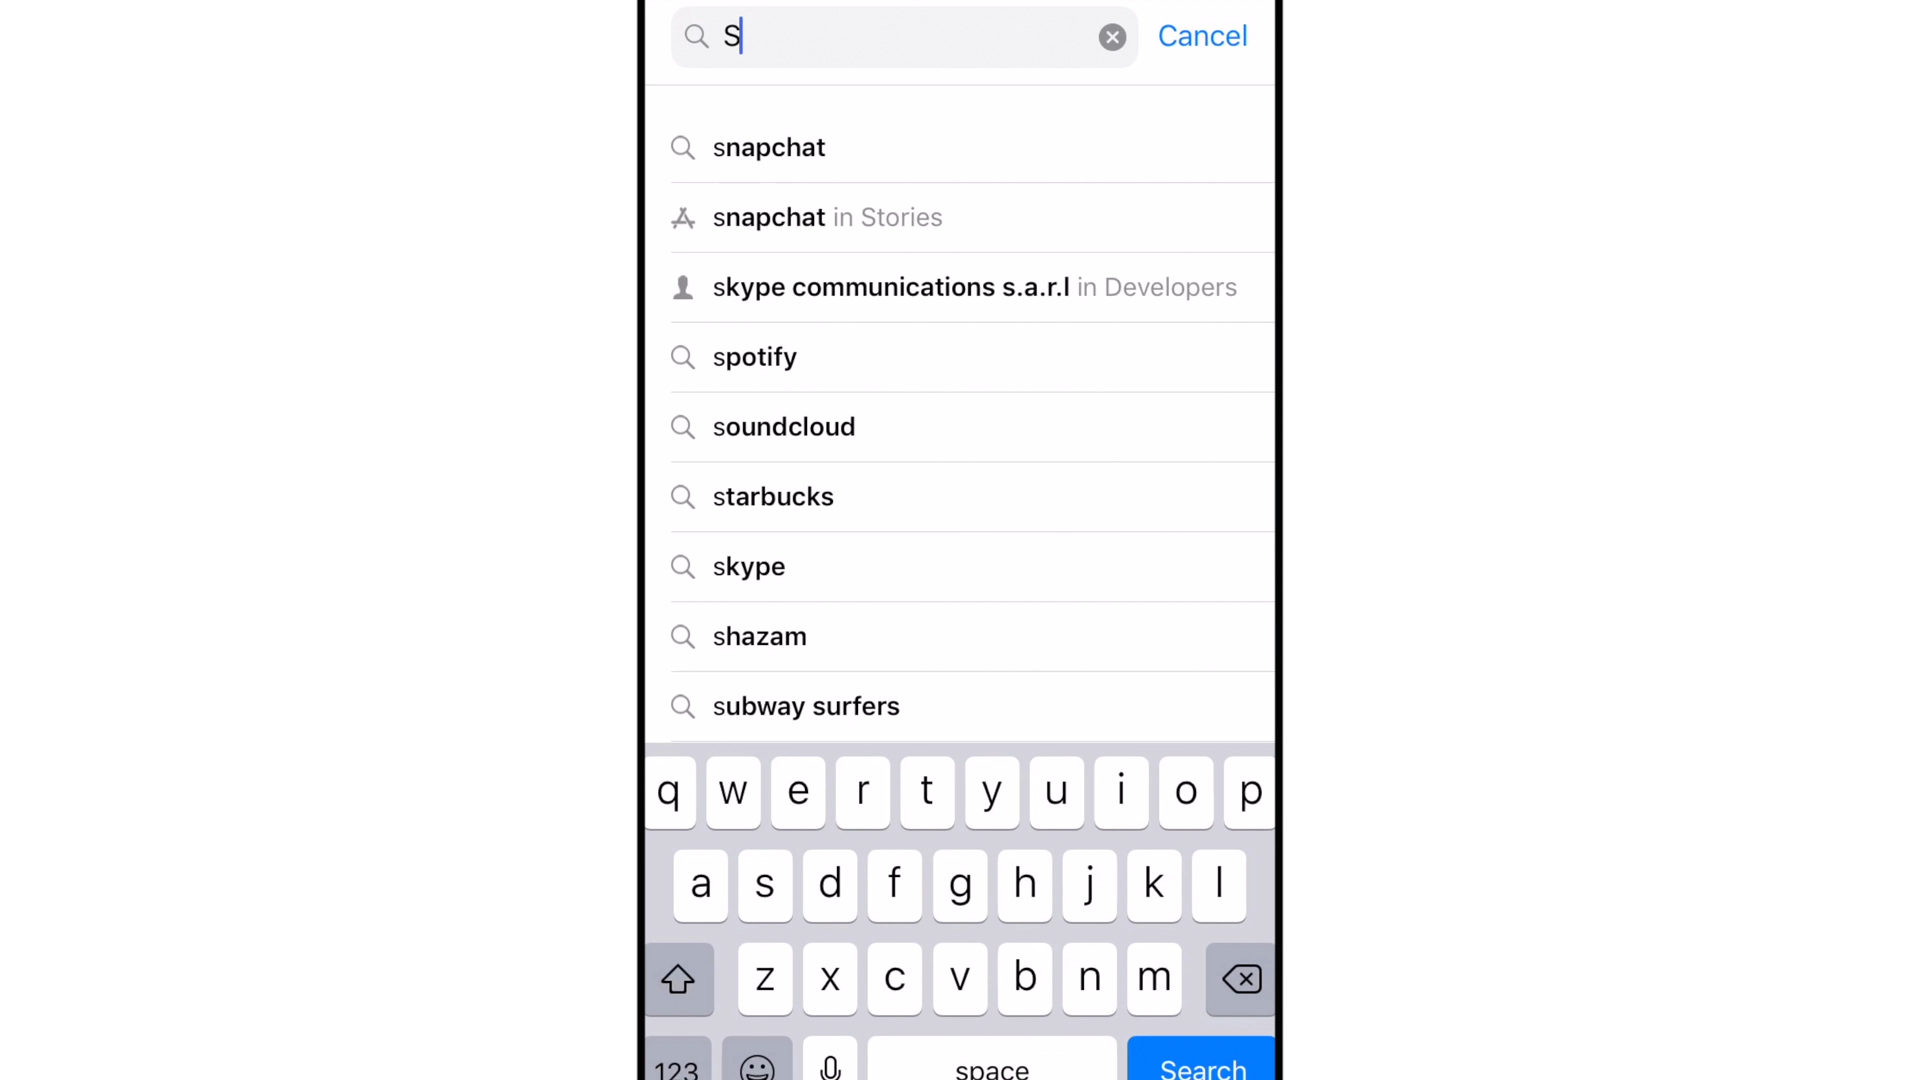 S
Cancel
snapchat
snapchat in Stories
skype communications s.a.r.l in Developers
spotify
soundcloud
starbucks
skype
shazam
subway surfers
q w e r t y u i o p
a s d f g h j k l
z x c v b n m
123 space Search